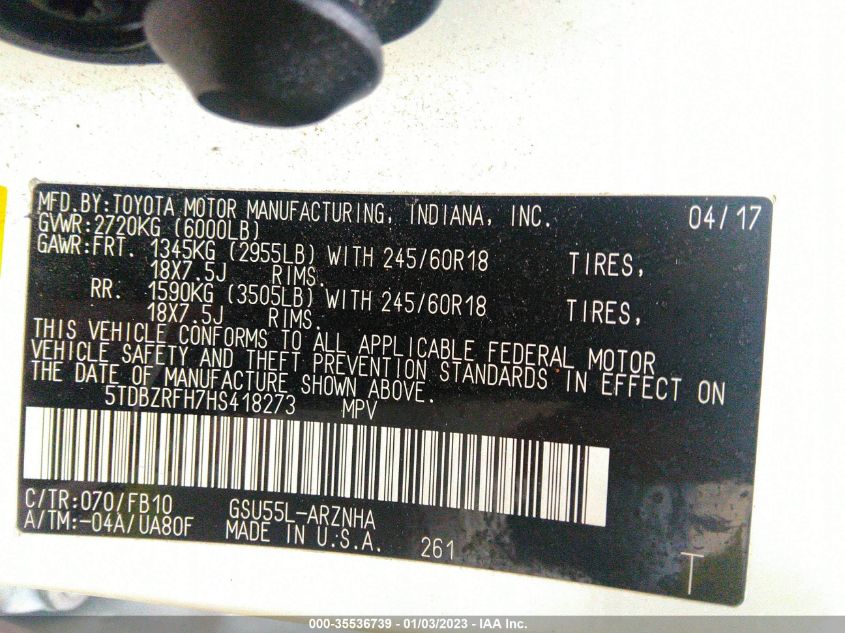 MFD.BY:TOYOTA MOTOR MANUFACTURING, INDIANA, INC. 04/17
GVWR:2720KG (6000LB)
GAWR:FRT. 1345KG (2955LB) WITH 245/60R18 TIRES,
18X7.5J RIMS.
RR. 1590KG (3505LB) WITH 245/60R18 TIRES,
18X7.5J RIMS.
THIS VEHICLE CONFORMS TO ALL APPLICABLE FEDERAL MOTOR
VEHICLE SAFETY AND THEFT PREVENTION STANDARDS IN EFFECT ON
THE DATE OF MANUFACTURE SHOWN ABOVE.
5TDBZRFH7HS418273 MPV
C/TR:070/FB10 GSU55L-ARZNHA
A/TM:-04A/UA80F MADE IN U.S.A. 261
T
000-35536739 - 01/03/2023 - IAA Inc.